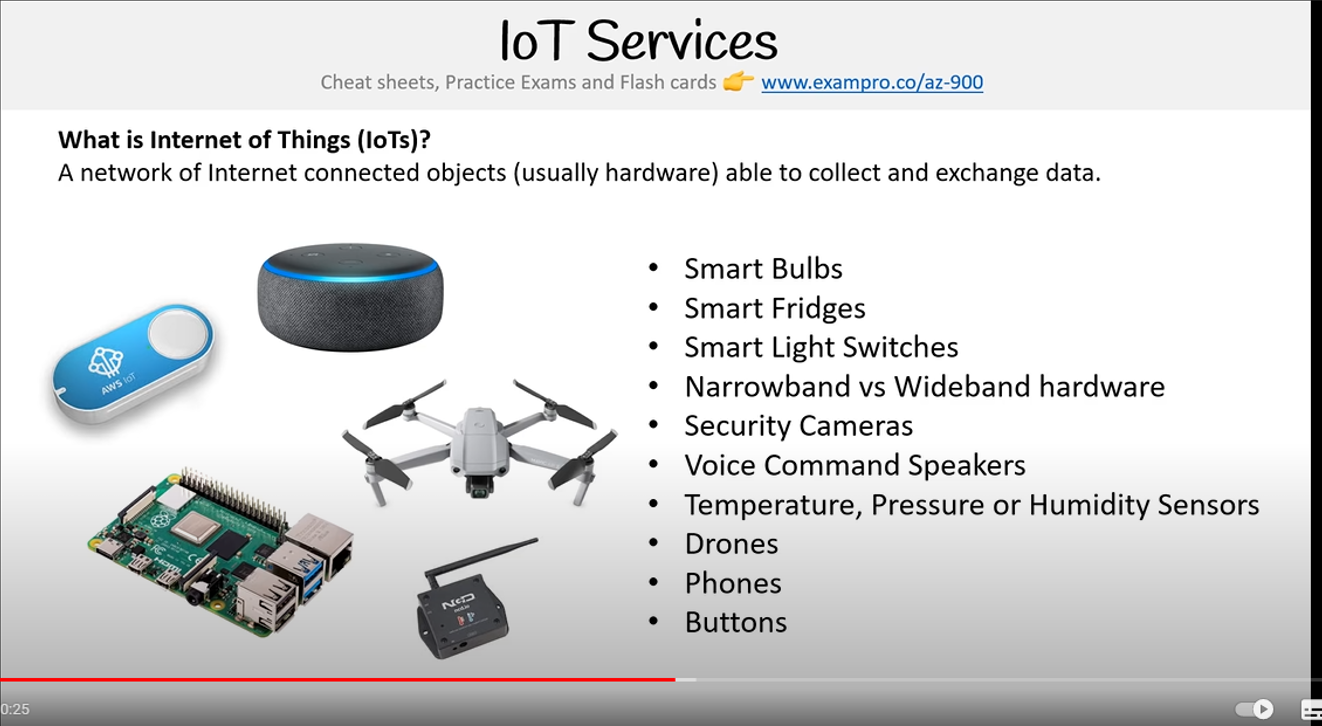 IoT Services
Cheat sheets, Practice Exams and Flash cards 👉 www.exampro.co/az-900
What is Internet of Things (IoTs)?
A network of Internet connected objects (usually hardware) able to collect and exchange data.
• Smart Bulbs
• Smart Fridges
• Smart Light Switches
• Narrowband vs Wideband hardware
• Security Cameras
• Voice Command Speakers
• Temperature, Pressure or Humidity Sensors
• Drones
• Phones
• Buttons
AWS IoT
HDMI
NCD
ncd.io
0:25